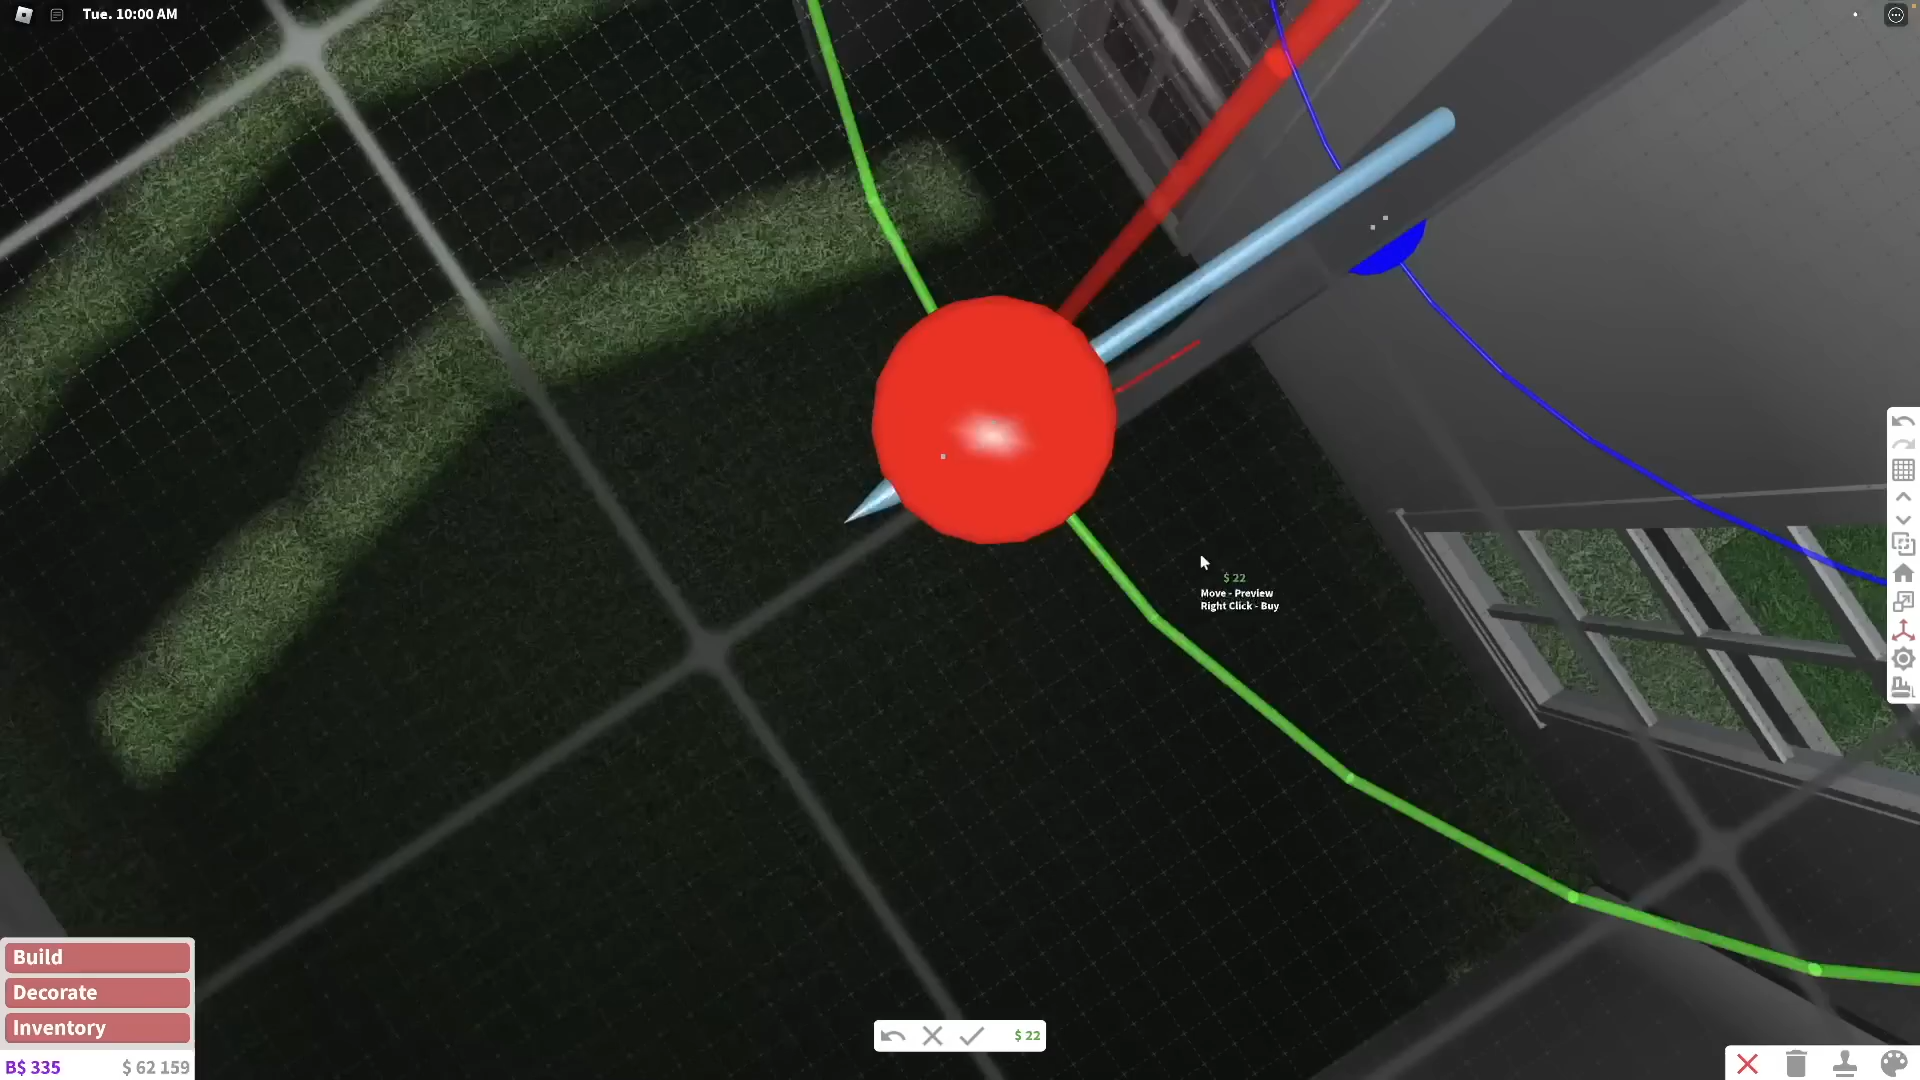 Tue. 10:00 AM
$ 22
Move - Preview
Right Click - Buy
Build
Decorate
Inventory
B$ 335 $ 62 159
$ 22